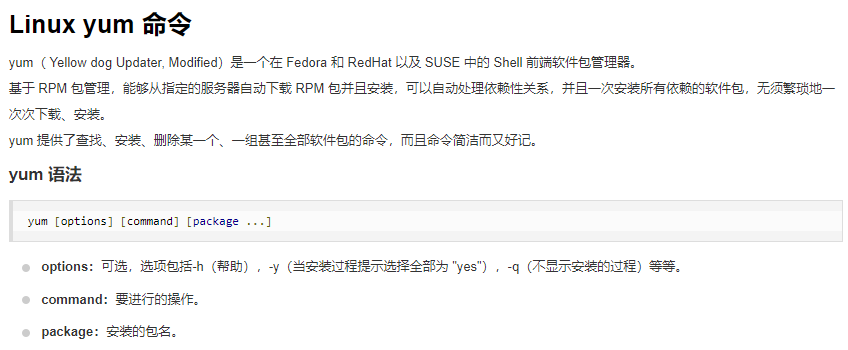 Linux yum 命令
yum（ Yellow dog Updater, Modified）是一个在 Fedora 和 RedHat 以及 SUSE 中的 Shell 前端软件包管理器。
基于 RPM 包管理，能够从指定的服务器自动下载 RPM 包并且安装，可以自动处理依赖性关系，并且一次安装所有依赖的软件包，无须繁琐地一
次次下载、安装。
yum 提供了查找、安装、删除某一个、一组甚至全部软件包的命令，而且命令简洁而又好记。
yum 语法
yum [options] [command] [package ...]
options：可选，选项包括-h（帮助），-y（当安装过程提示选择全部为 "yes"），-q（不显示安装的过程）等等。
command：要进行的操作。
package：安装的包名。